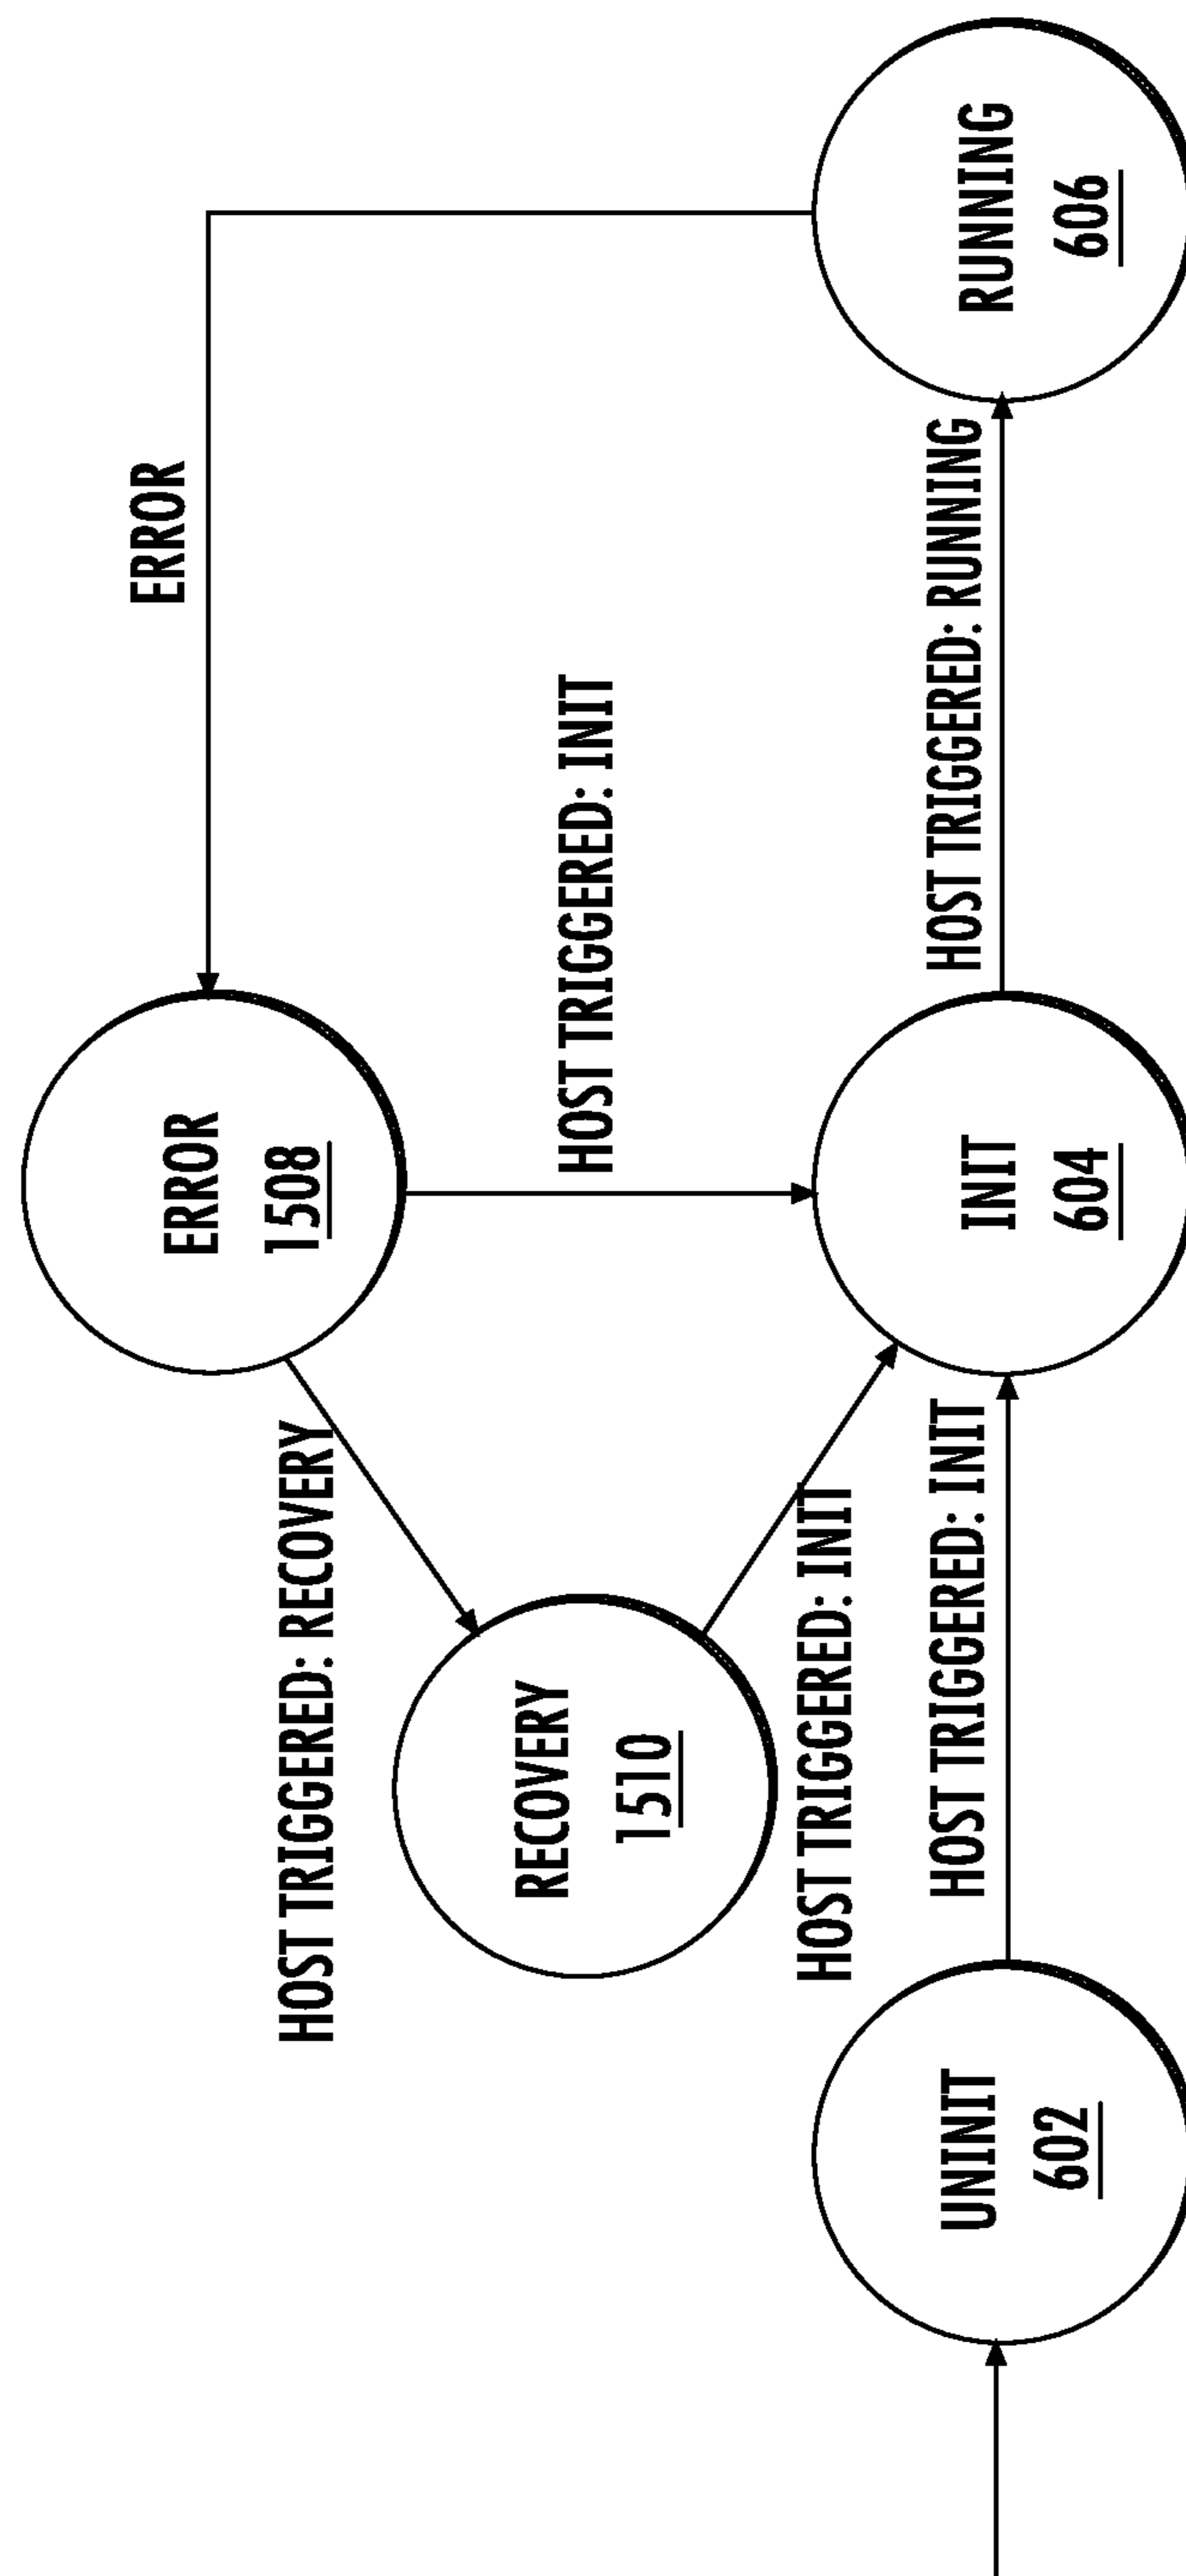 ERROR
ERROR
1508
HOST TRIGGERED: RECOVERY
RECOVERY
1510
HOST TRIGGERED: INIT
HOST TRIGGERED: INIT
HOST TRIGGERED: INIT
HOST TRIGGERED: RUNNING
UNINIT
602
INIT
604
RUNNING
606